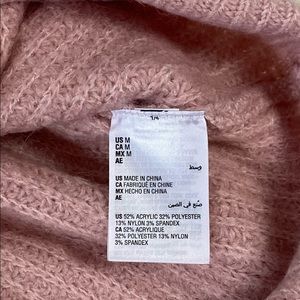 1/4
US M
CA M
MX M
AE
وسط
US MADE IN CHINA
CA FABRIQUÉ EN CHINE
MX HECHO EN CHINA
AE
صنع في الصين
US 52% ACRYLIC 32% POLYESTER
13% NYLON 3% SPANDEX
CA 52% ACRYLIQUE
32% POLYESTER 13% NYLON
3% SPANDEX